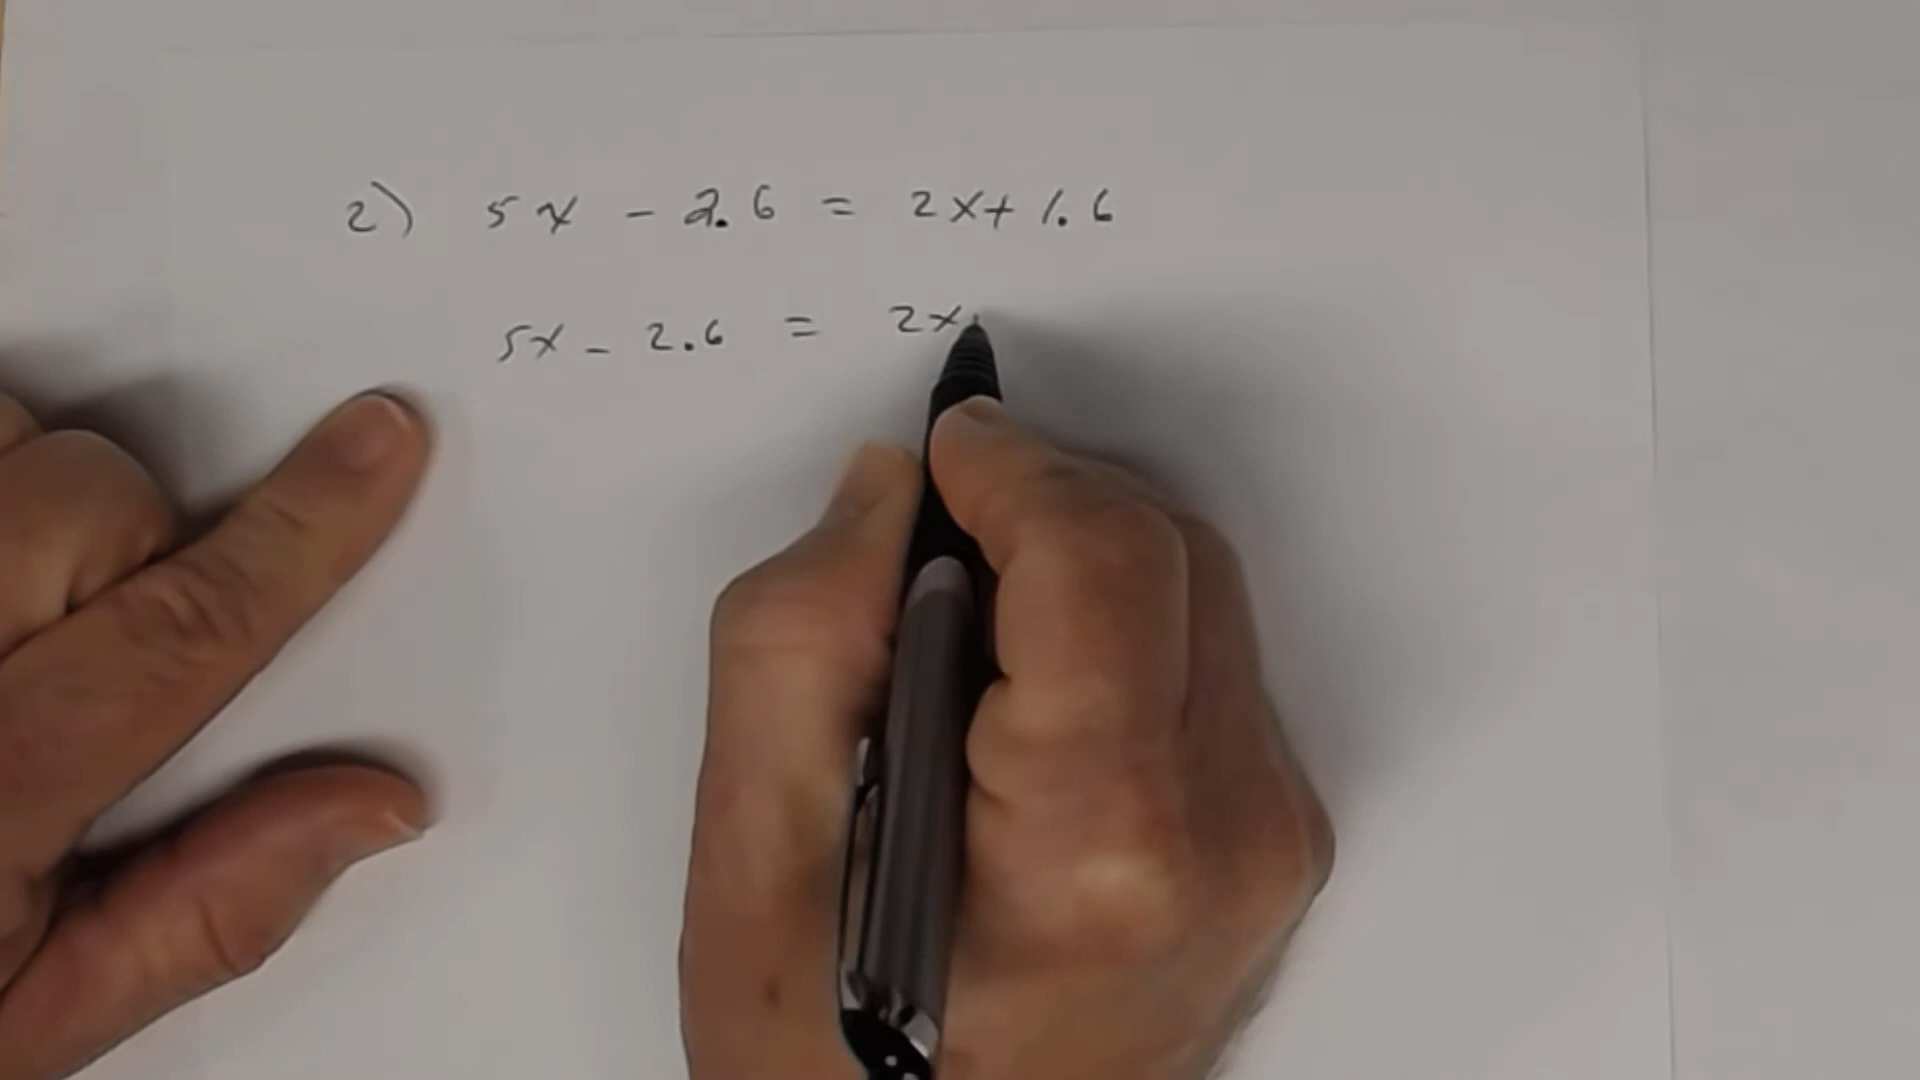 2) 5x - 2.6 = 2x + 1.6
5x - 2.6 = 2x